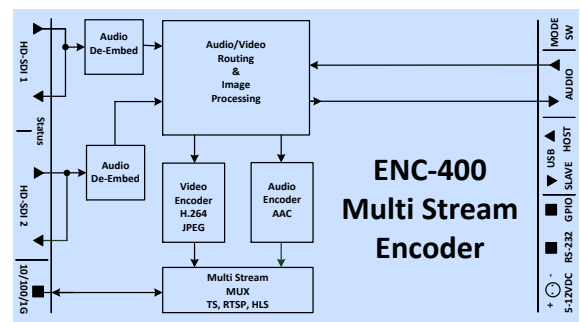 HD-SDI 1
Status
HD-SDI 2
10/100/1G
Audio
De-Embed
Audio
De-Embed
Audio/Video
Routing
&
Image
Processing
Video
Encoder
H.264
JPEG
Audio
Encoder
AAC
Multi Stream
MUX
TS, RTSP, HLS
ENC-400
Multi Stream
Encoder
MODE
SW
AUDIO
USB
HOST
SLAVE
GPIO
RS-232
+ -
5-12VDC